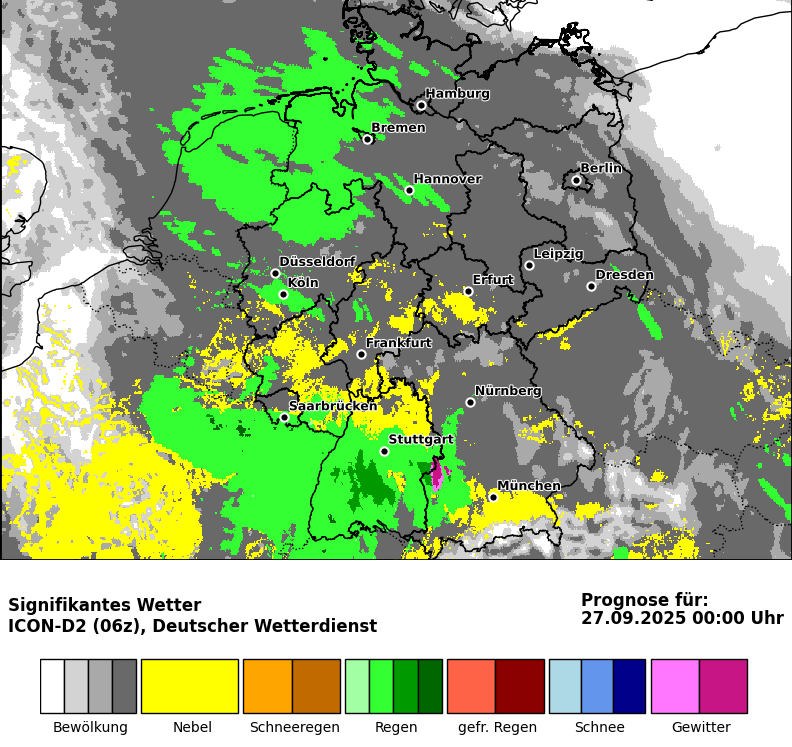 Hamburg
Bremen
Berlin
Hannover
Leipzig
Düsseldorf
Dresden
Erfurt
Köln
Frankfurt
Nürnberg
Saarbrücken
Stuttgart
München
Signifikantes Wetter
ICON-D2 (06z), Deutscher Wetterdienst
Prognose für:
27.09.2025 00:00 Uhr
Bewölkung Nebel Schneeregen Regen gefr. Regen Schnee Gewitter